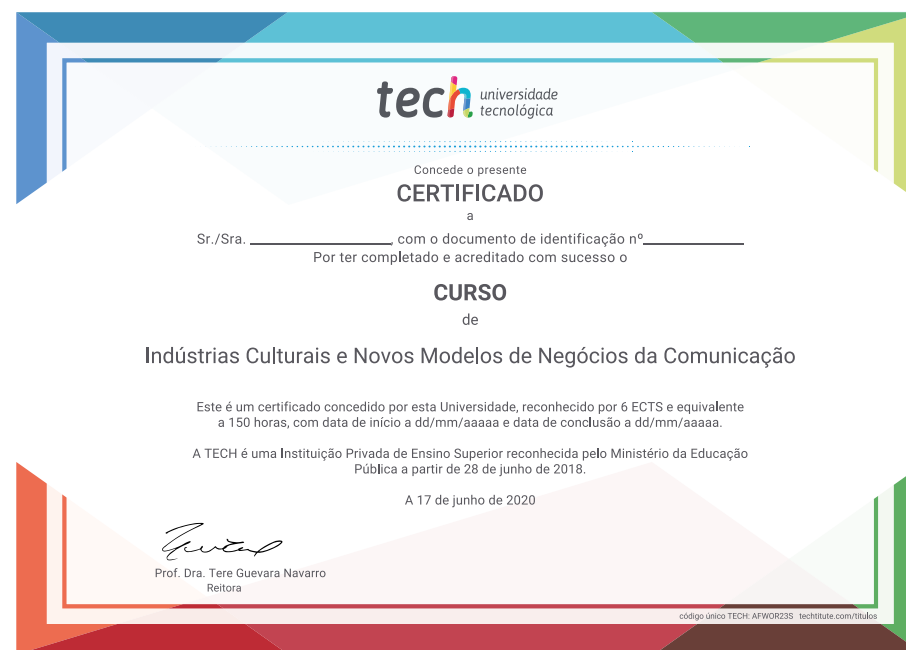 tech universidade
tecnológica
Concede o presente
CERTIFICADO
a
Sr./Sra. ____________________, com o documento de identificação nº______________
Por ter completado e acreditado com sucesso o
CURSO
de
Indústrias Culturais e Novos Modelos de Negócios da Comunicação
Este é um certificado concedido por esta Universidade, reconhecido por 6 ECTS e equivalente
a 150 horas, com data de início a dd/mm/aaaaa e data de conclusão a dd/mm/aaaaa.
A TECH é uma Instituição Privada de Ensino Superior reconhecida pelo Ministério da Educação
Pública a partir de 28 de junho de 2018.
A 17 de junho de 2020
Prof. Dra. Tere Guevara Navarro
Reitora
código único TECH: AFWOR23S techtitute.com/titulos